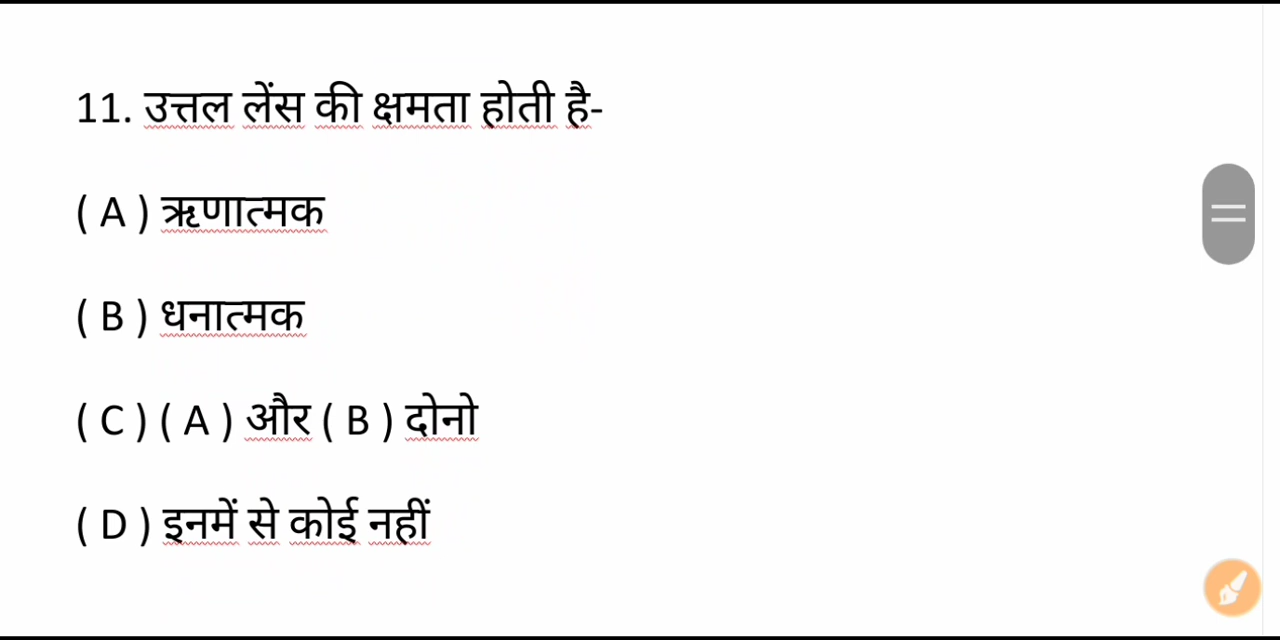 11. उत्तल लेंस की क्षमता होती है-
( A ) ऋणात्मक
( B ) धनात्मक
( C ) ( A ) और ( B ) दोनो
( D ) इनमें से कोई नहीं